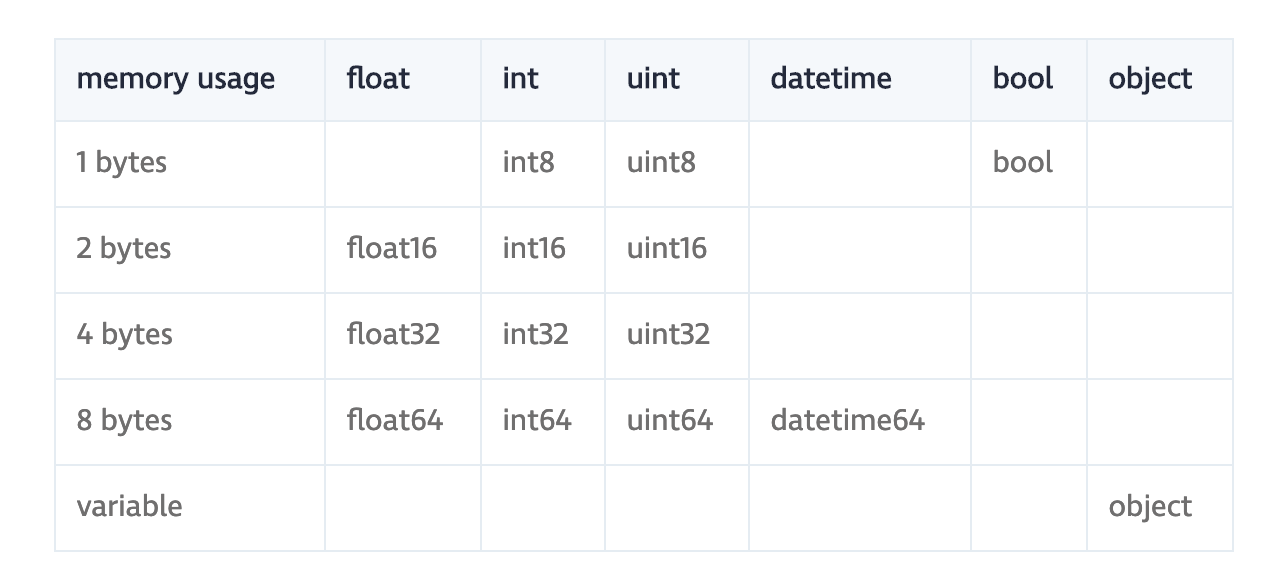 memory usage float int uint datetime bool object
1 bytes int8 uint8 bool
2 bytes float16 int16 uint16
4 bytes float32 int32 uint32
8 bytes float64 int64 uint64 datetime64
variable object